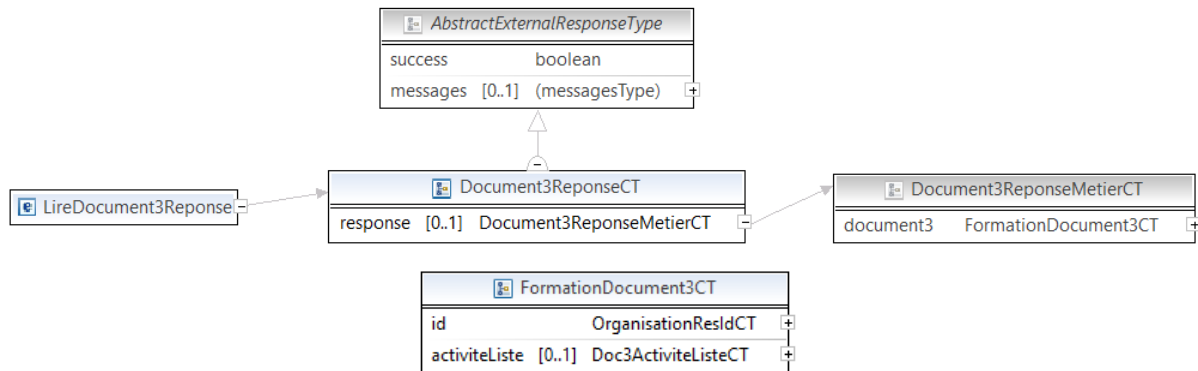 AbstractExternalResponseType
success boolean
messages [0..1] (messagesType)
LireDocument3Reponse
Document3ReponseCT
response [0..1] Document3ReponseMetierCT
Document3ReponseMetierCT
document3 FormationDocument3CT
FormationDocument3CT
id OrganisationResIdCT
activiteListe [0..1] Doc3ActiviteListeCT